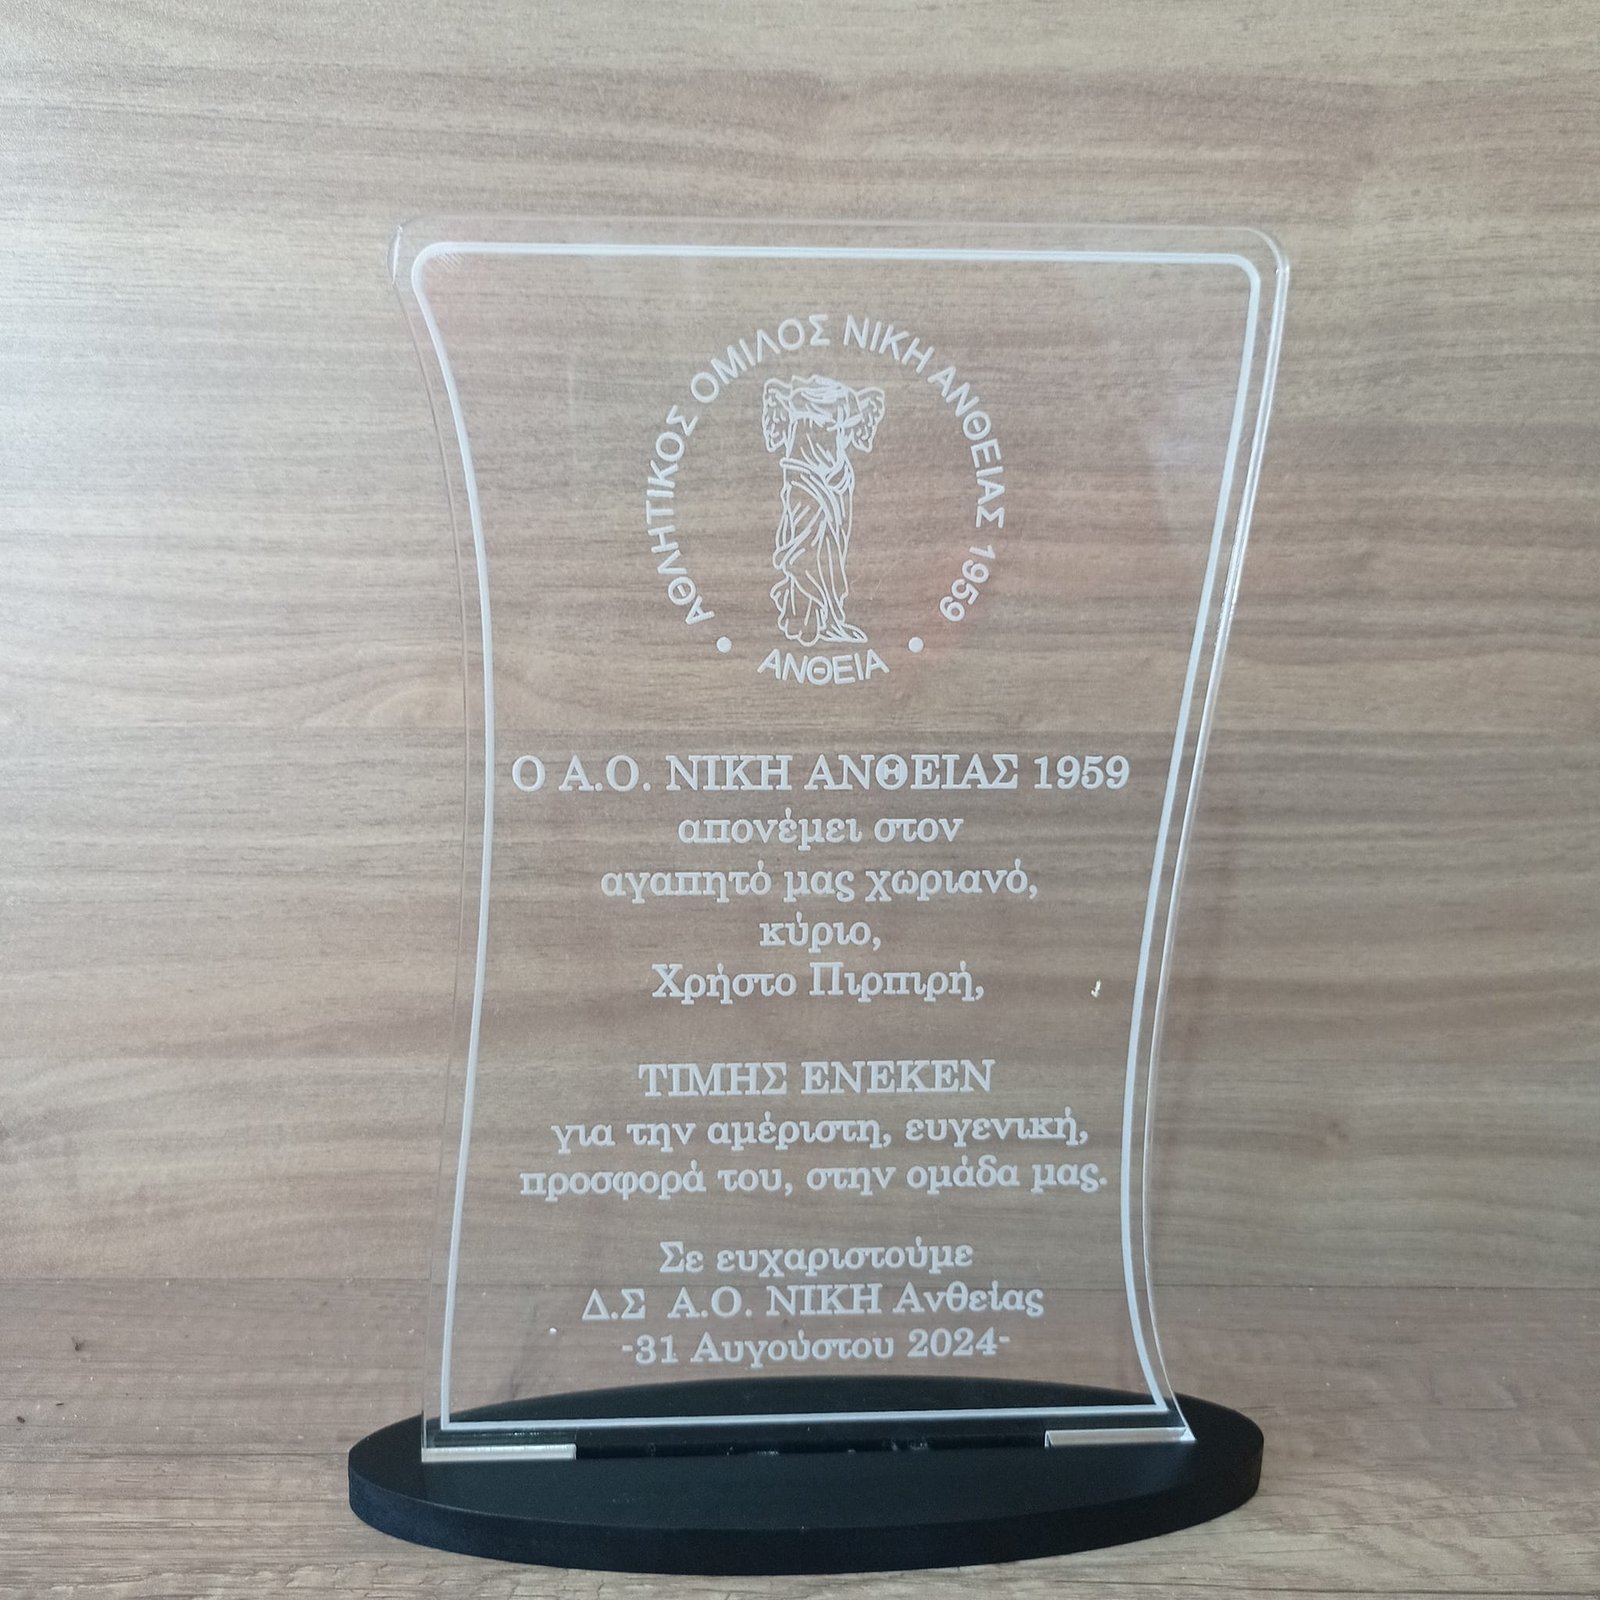 ΑΘΛΗΤΙΚΟΣ ΟΜΙΛΟΣ ΝΙΚΗ ΑΝΘΕΙΑΣ 1959
• ΑΝΘΕΙΑ •
Ο Α.Ο. ΝΙΚΗ ΑΝΘΕΙΑΣ 1959
απονέμει στον
αγαπητό μας χωριανό,
κύριο,
Χρήστο Πιρπιρή,
ΤΙΜΗΣ ΕΝΕΚΕΝ
για την αμέριστη, ευγενική,
προσφορά του, στην ομάδα μας.
Σε ευχαριστούμε
Δ.Σ Α.Ο. ΝΙΚΗ Ανθείας
-31 Αυγούστου 2024-